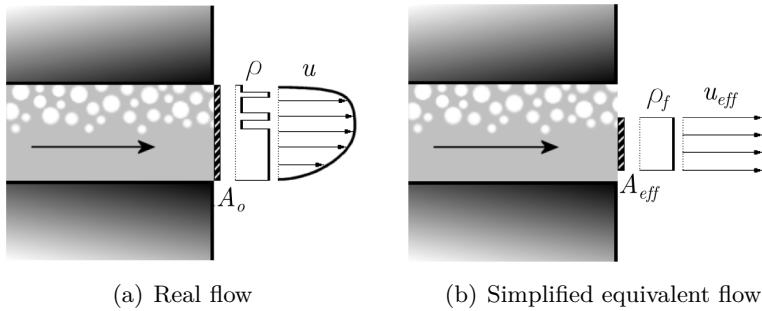 ρ u
A_o
ρ_f u_eff
A_eff
(a) Real flow
(b) Simplified equivalent flow